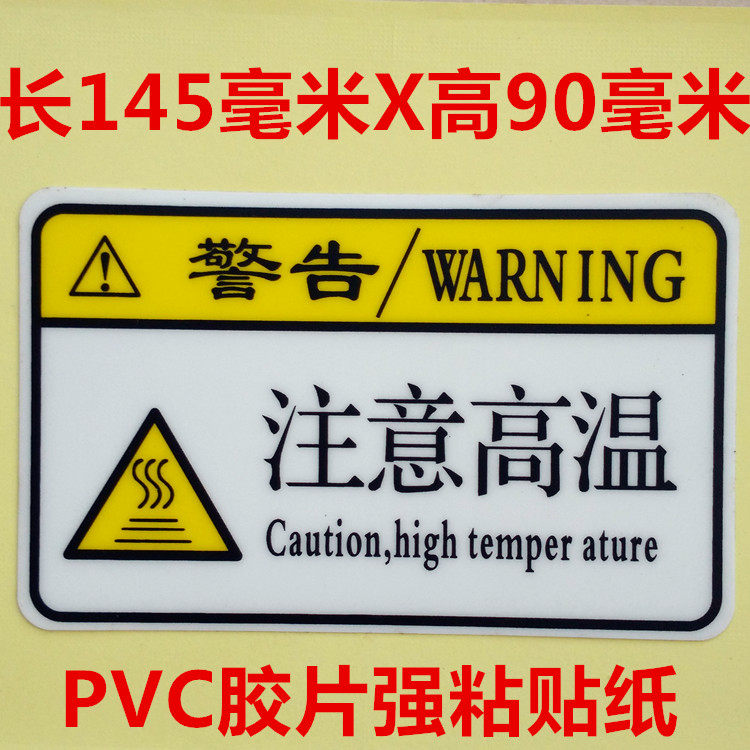 长145毫米X高90毫米
警告/WARNING
注意高温
Caution,high temper ature
PVC胶片强粘贴纸